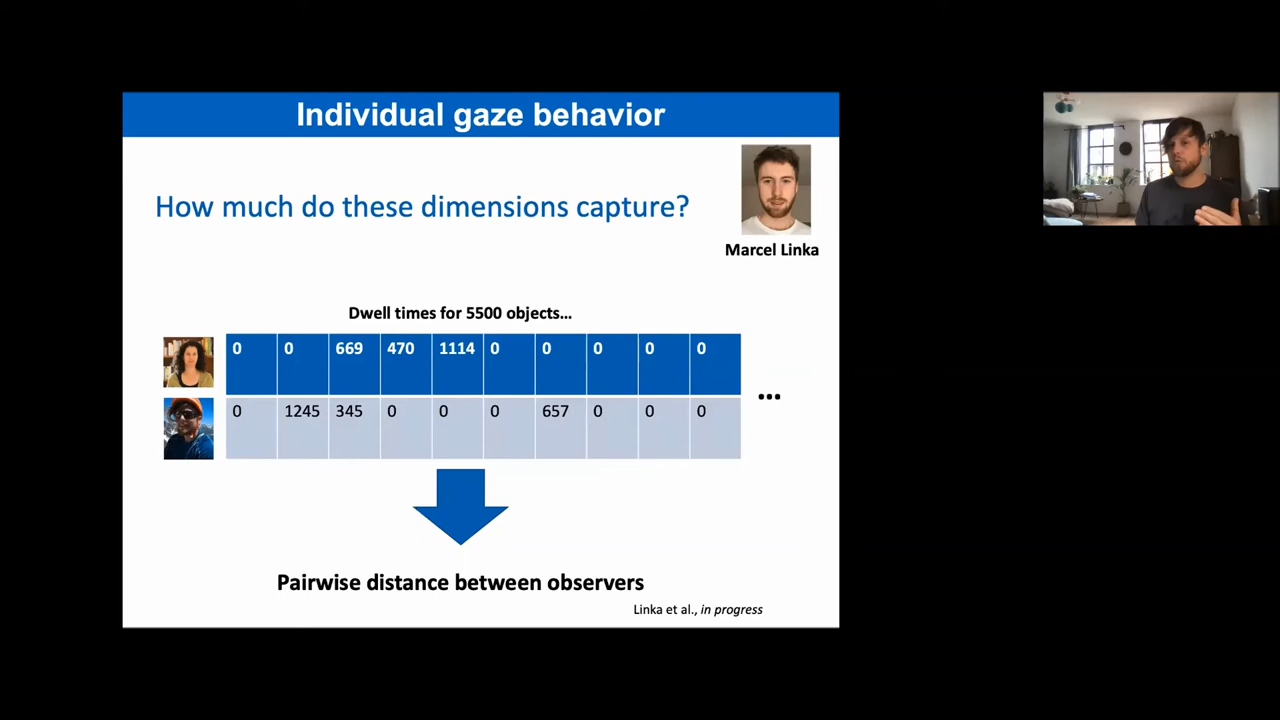 Individual gaze behavior
How much do these dimensions capture?
Marcel Linka
Dwell times for 5500 objects…
0 0 669 470 1114 0 0 0 0 0
0 1245 345 0 0 0 657 0 0 0
...
Pairwise distance between observers
Linka et al., in progress